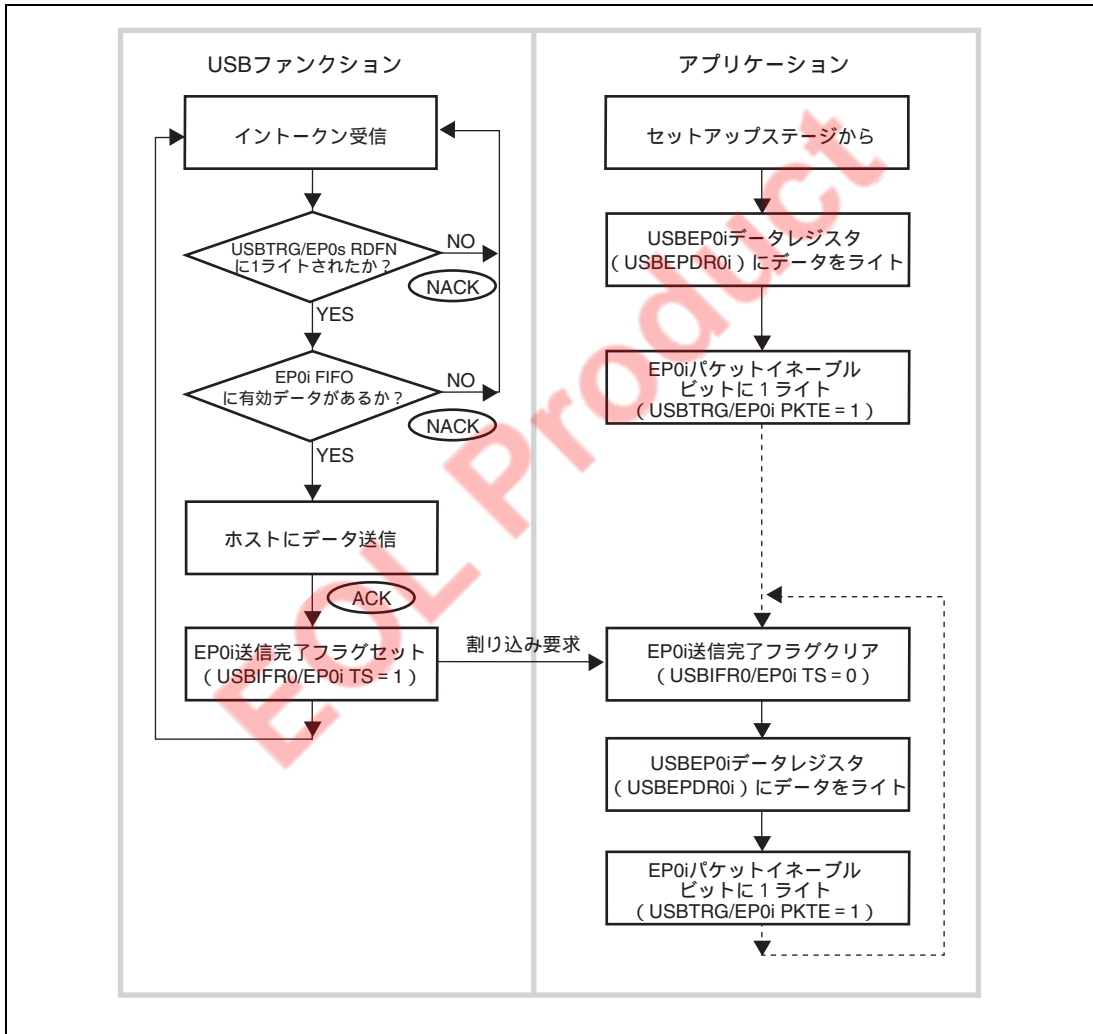 USBファンクション
イントークン受信
USBTRG/EP0s RDFN
に1ライトされたか？
NO
NACK
YES
EP0i FIFO
に有効データがあるか？
NO
NACK
YES
ホストにデータ送信
ACK
EP0i送信完了フラグセット
（USBIFR0/EP0i TS = 1）
割り込み要求
アプリケーション
セットアップステージから
USBEP0iデータレジスタ
（USBEPDR0i）にデータをライト
EP0iパケットイネーブル
ビットに１ライト
（USBTRG/EP0i PKTE = 1）
EP0i送信完了フラグクリア
（USBIFR0/EP0i TS = 0）
USBEP0iデータレジスタ
（USBEPDR0i）にデータをライト
EP0iパケットイネーブル
ビットに１ライト
（USBTRG/EP0i PKTE = 1）
EOL Product